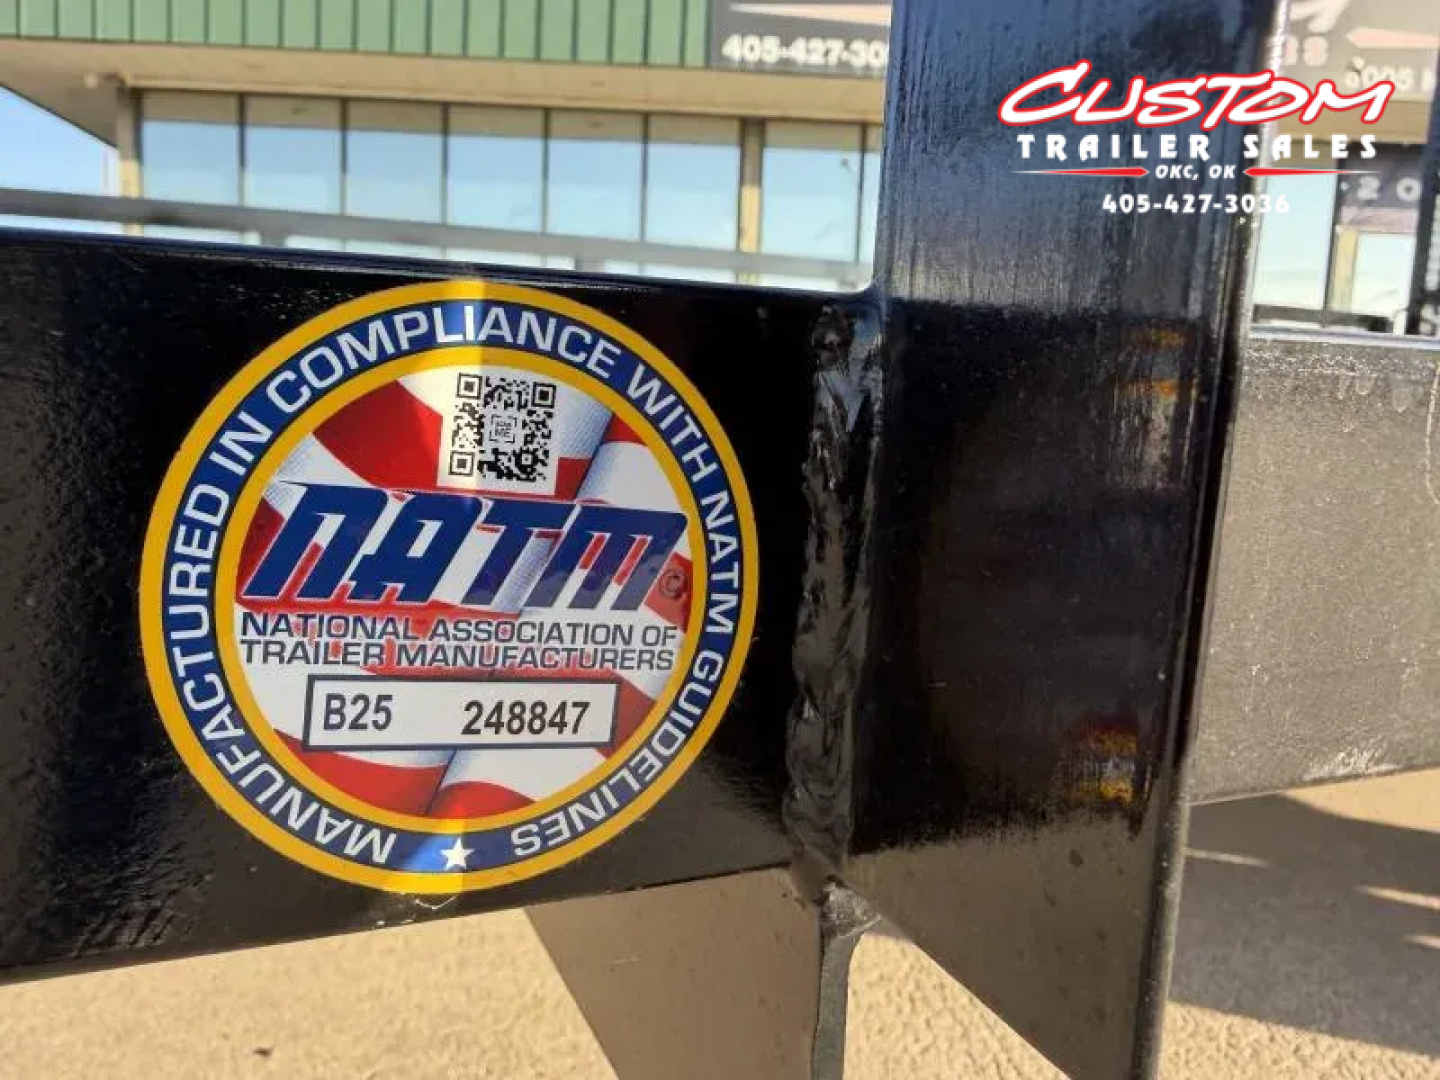 405-427-30
CUSTOM
TRAILER SALES
OKC, OK
405-427-3036
MANUFACTURED IN COMPLIANCE WITH NATM GUIDELINES
NATM ©
NATIONAL ASSOCIATION OF
TRAILER MANUFACTURERS
B25 248847